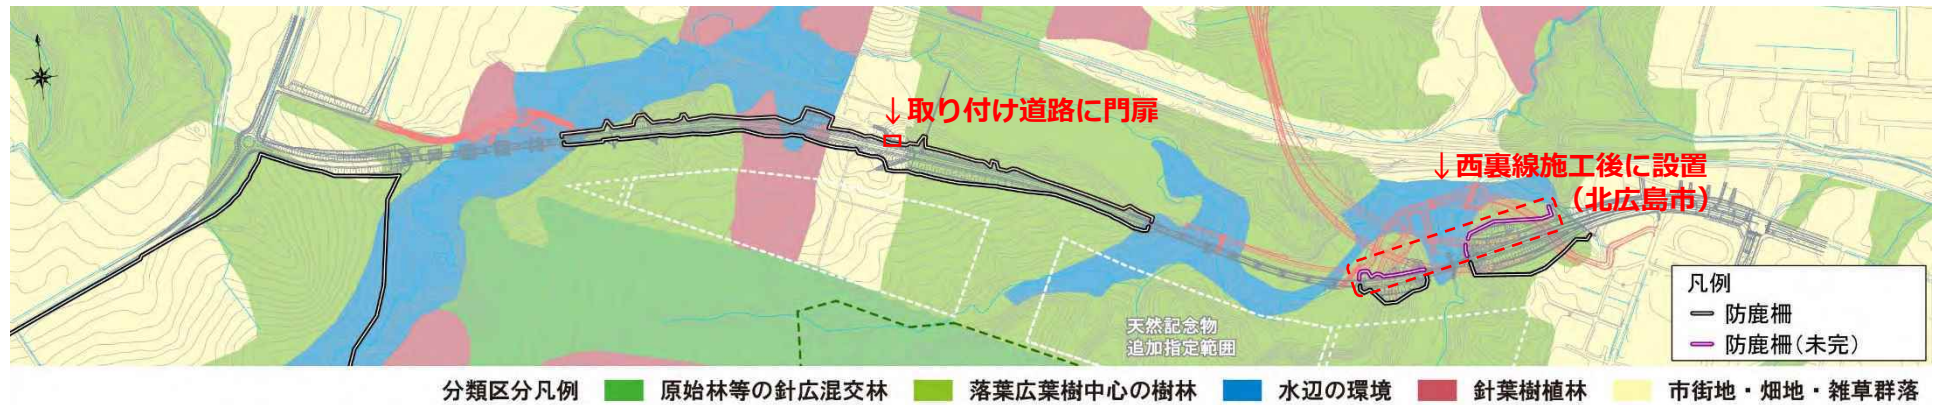 ↓取り付け道路に門扉
↓西裏線施工後に設置
（北広島市）
天然記念物
追加指定範囲
凡例
防鹿柵
防鹿柵（未完）
分類区分凡例 原始林等の針広混交林 落葉広葉樹中心の樹林 水辺の環境 針葉樹植林 市街地・畑地・雑草群落